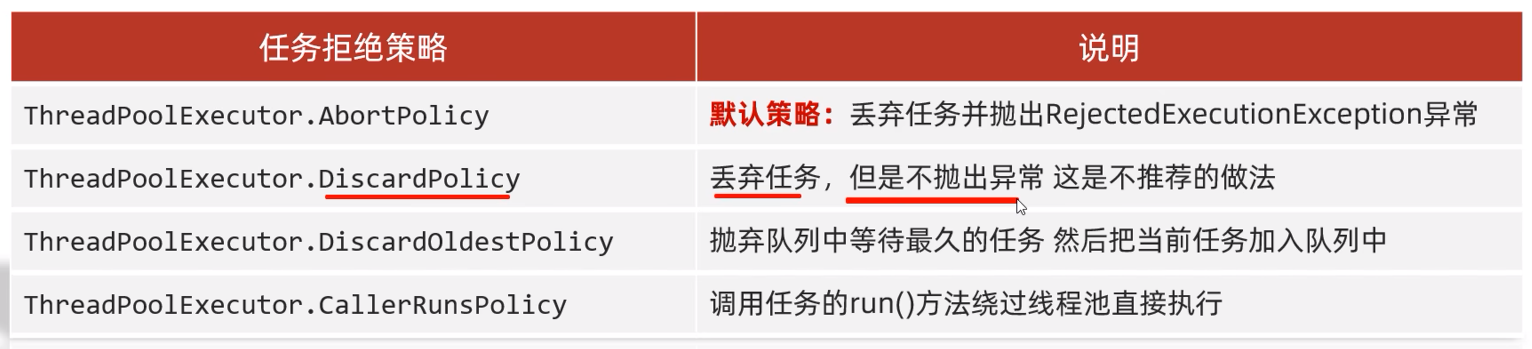 任务拒绝策略 说明
ThreadPoolExecutor.AbortPolicy 默认策略：丢弃任务并抛出RejectedExecutionException异常
ThreadPoolExecutor.DiscardPolicy 丢弃任务，但是不抛出异常 这是不推荐的做法
ThreadPoolExecutor.DiscardOldestPolicy 抛弃队列中等待最久的任务 然后把当前任务加入队列中
ThreadPoolExecutor.CallerRunsPolicy 调用任务的run()方法绕过线程池直接执行